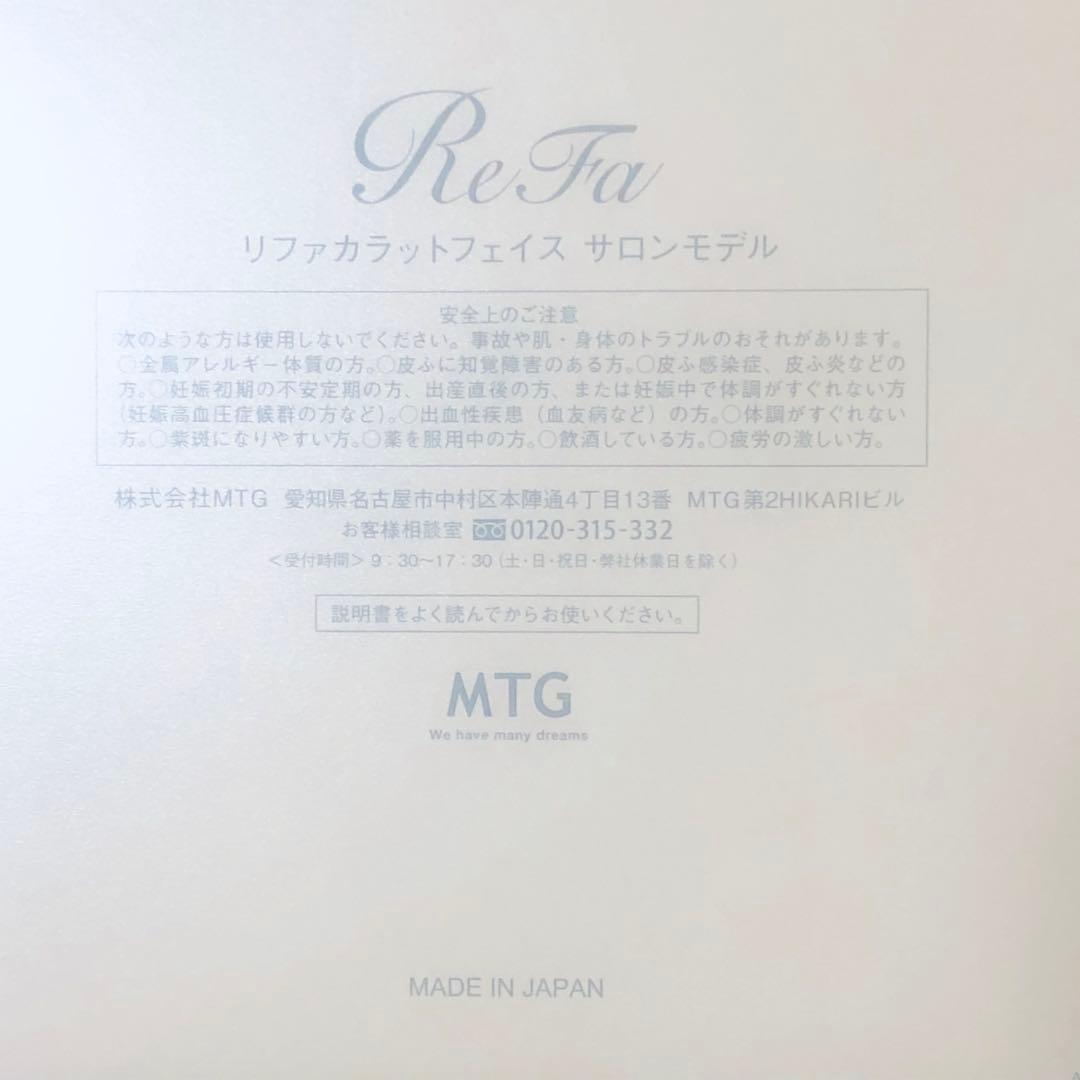 ReFa
リファカラットフェイス サロンモデル
安全上のご注意
次のような方は使用しないでください。事故や肌・身体のトラブルのおそれがあります。
○金属アレルギー体質の方。○皮ふに知覚障害のある方。○皮ふ感染症、皮ふ炎などの
方。○妊娠初期の不安定期の方、出産直後の方、または妊娠中で体調がすぐれない方
(妊娠高血圧症候群の方など)。○出血性疾患（血友病など）の方。○体調がすぐれない
方。○紫斑になりやすい方。○薬を服用中の方。○飲酒している方。○疲労の激しい方。
株式会社MTG 愛知県名古屋市中村区本陣通4丁目13番 MTG第2HIKARIビル
お客様相談室 0120-315-332
＜受付時間＞9：30～17：30（土・日・祝日・弊社休業日を除く）
説明書をよく読んでからお使いください。
MTG
We have many dreams
MADE IN JAPAN